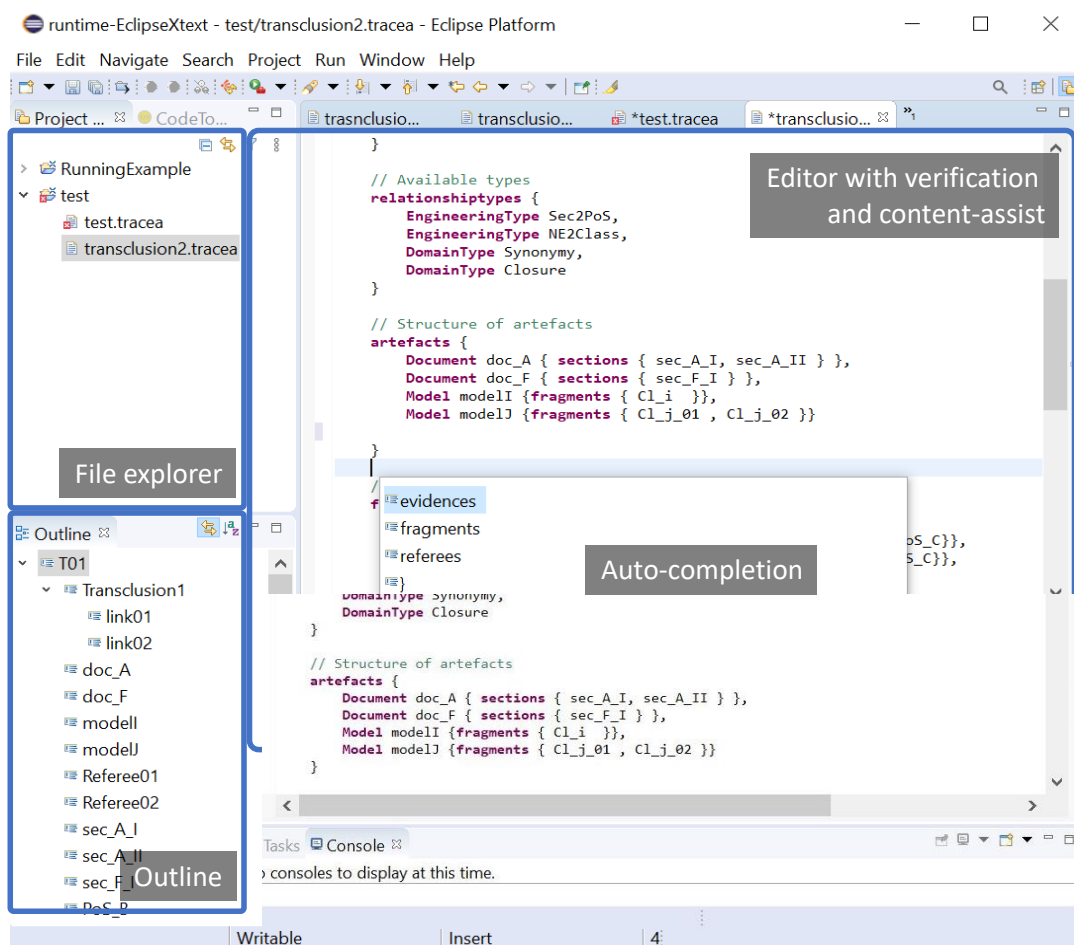 runtime-EclipseXtext - test/transclusion2.tracea - Eclipse Platform
File Edit Navigate Search Project Run Window Help
Project ... CodeTo...
trasnclusio... transclusio... *test.tracea *transclusio... »1
RunningExample
test
test.tracea
transclusion2.tracea
File explorer
}
// Available types
relationshiptypes {
EngineeringType Sec2PoS,
EngineeringType NE2Class,
DomainType Synonymy,
DomainType Closure
}
Editor with verification
and content-assist
// Structure of artefacts
artefacts {
Document doc_A { sections { sec_A_I, sec_A_II } },
Document doc_F { sections { sec_F_I } },
Model modelI {fragments { Cl_i }},
Model modelJ {fragments { Cl_j_01 , Cl_j_02 }}
}
/
f
evidences
fragments
referees
}
oS_C}},
S_C}},
Auto-completion
DomainType Synonymy,
DomainType Closure
}
// Structure of artefacts
artefacts {
Document doc_A { sections { sec_A_I, sec_A_II } },
Document doc_F { sections { sec_F_I } },
Model modelI {fragments { Cl_i }},
Model modelJ {fragments { Cl_j_01 , Cl_j_02 }}
}
Outline
T01
Transclusion1
link01
link02
doc_A
doc_F
modelI
modelJ
Referee01
Referee02
sec_A_I
sec_A_II
sec_F_I
PoS_B
Outline
Tasks Console
consoles to display at this time.
Writable Insert 4